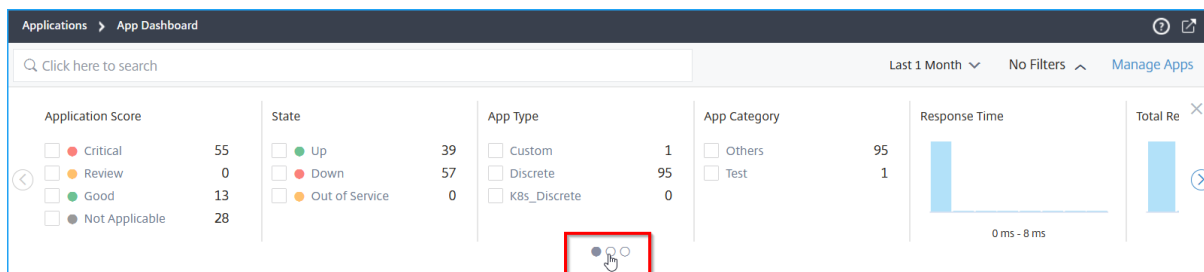 Applications > App Dashboard
Click here to search
Last 1 Month
No Filters
Manage Apps
Application Score
Critical 55
Review 0
Good 13
Not Applicable 28
State
Up 39
Down 57
Out of Service 0
App Type
Custom 1
Discrete 95
K8s_Discrete 0
App Category
Others 95
Test 1
Response Time
0 ms - 8 ms
Total Re